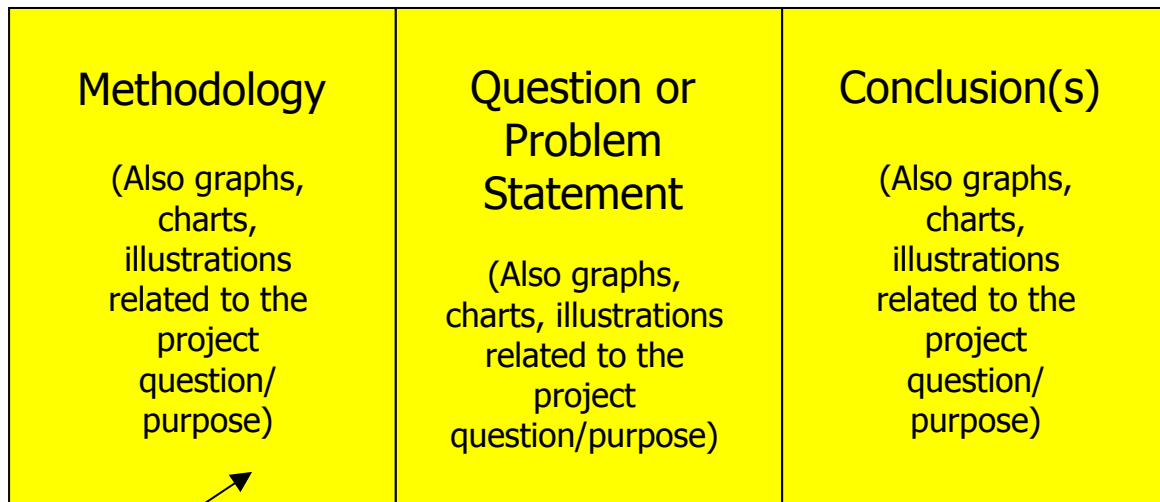 Methodology
(Also graphs,
charts,
illustrations
related to the
project
question/
purpose)
Question or
Problem
Statement
(Also graphs,
charts, illustrations
related to the
project
question/purpose)
Conclusion(s)
(Also graphs,
charts,
illustrations
related to the
project
question/
purpose)